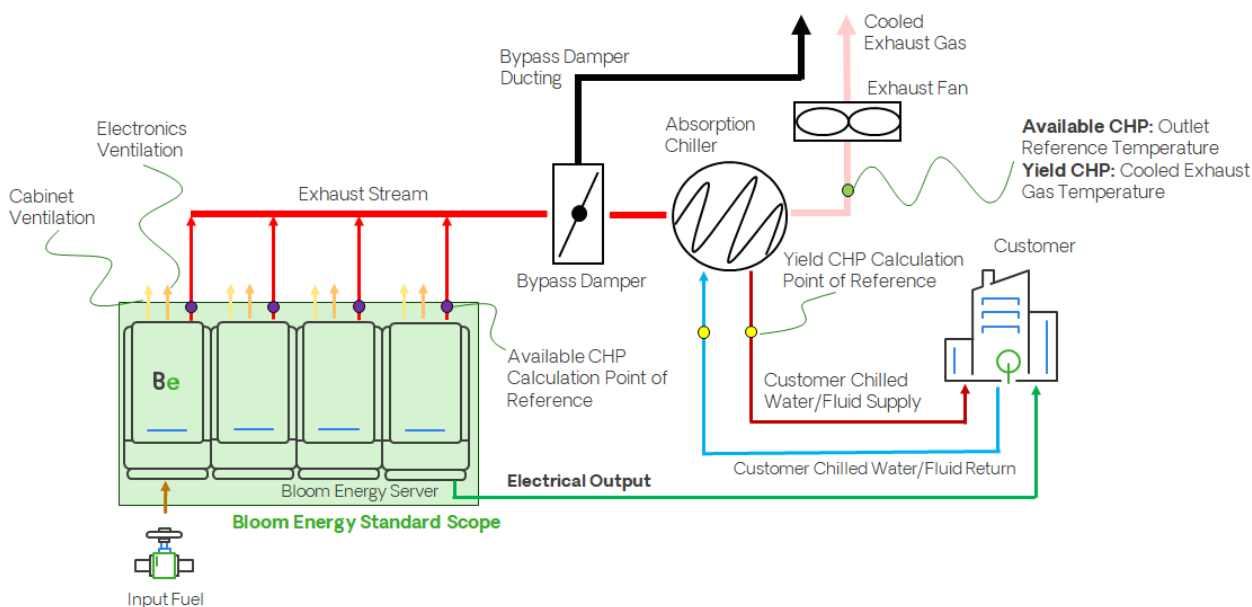 Cooled
Exhaust Gas
Bypass Damper
Ducting
Exhaust Fan
Electronics
Ventilation
Absorption
Chiller
Available CHP: Outlet
Reference Temperature
Yield CHP: Cooled Exhaust
Gas Temperature
Cabinet
Ventilation
Exhaust Stream
Bypass Damper
Yield CHP Calculation
Point of Reference
Customer
Be
Available CHP
Calculation Point of
Reference
Customer Chilled
Water/Fluid Supply
Customer Chilled Water/Fluid Return
Electrical Output
Bloom Energy Server
Bloom Energy Standard Scope
Input Fuel